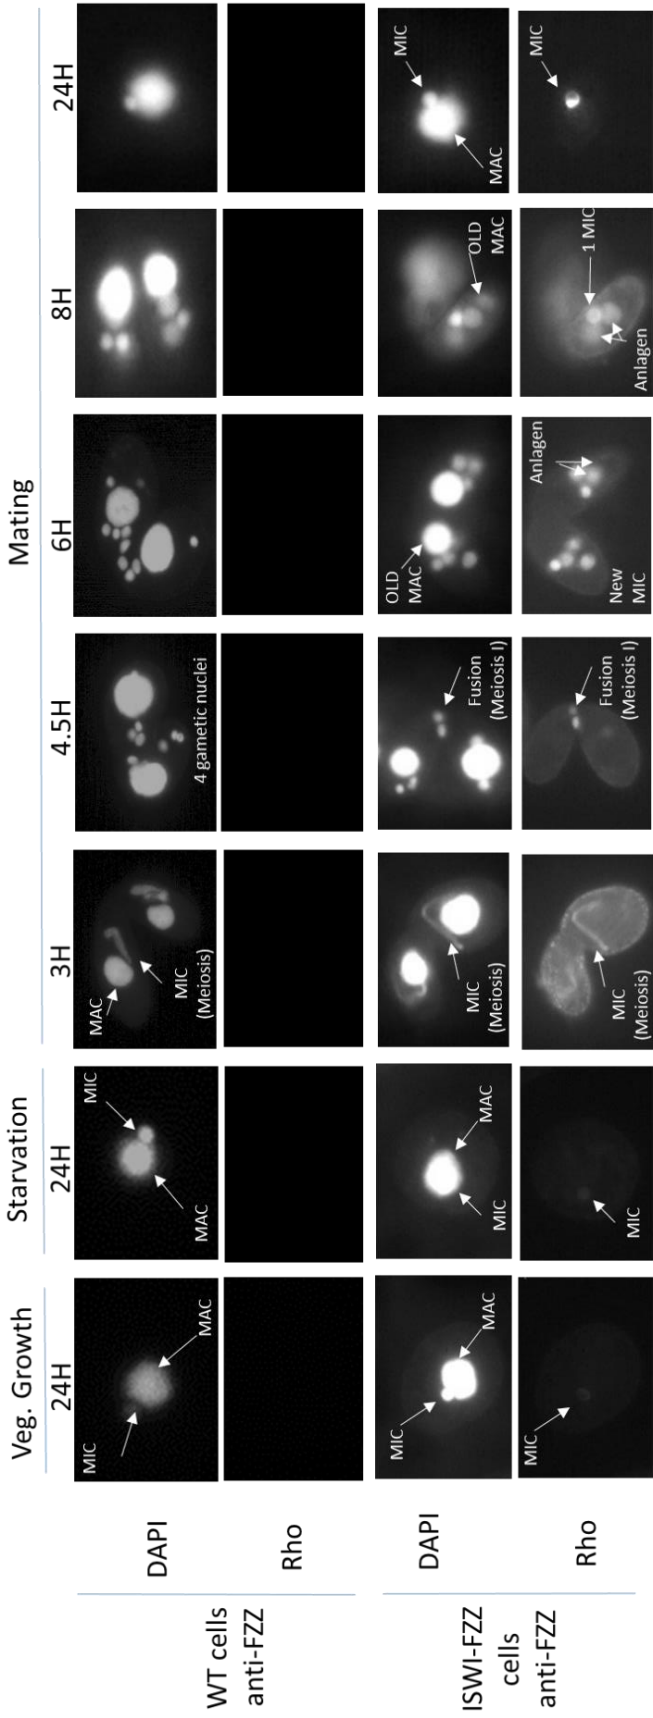 Veg. Growth
Starvation
Mating
24H
24H
3H
4.5H
6H
8H
24H
WT cells
anti-FZZ
DAPI
MIC
MAC
MIC
MAC
MAC
MIC
(Meiosis)
4 gametic nuclei
Rho
ISWI-FZZ
cells
anti-FZZ
DAPI
MIC
MAC
MIC
MAC
MIC
(Meiosis)
Fusion
(Meiosis I)
OLD
MAC
OLD
MAC
MIC
MAC
Rho
MIC
MIC
MIC
(Meiosis)
Fusion
(Meiosis I)
New
MIC
Anlagen
Anlagen
1 MIC
MIC